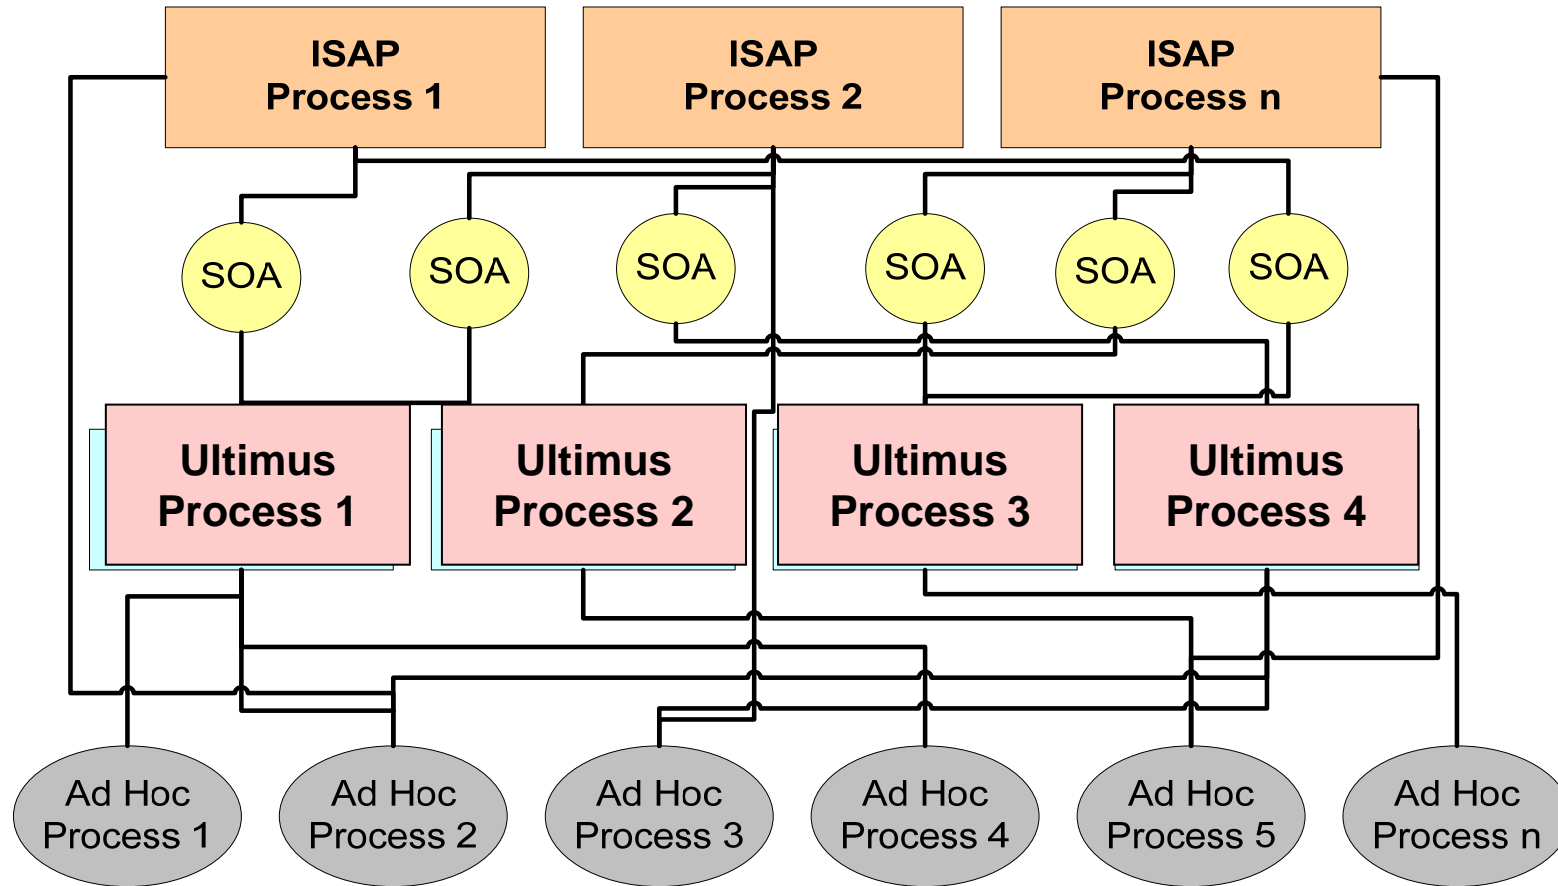 ISAP
Process 1
ISAP
Process 2
ISAP
Process n
SOA
SOA
SOA
SOA
SOA
SOA
Ultimus
Process 1
Ultimus
Process 2
Ultimus
Process 3
Ultimus
Process 4
Ad Hoc
Process 1
Ad Hoc
Process 2
Ad Hoc
Process 3
Ad Hoc
Process 4
Ad Hoc
Process 5
Ad Hoc
Process n